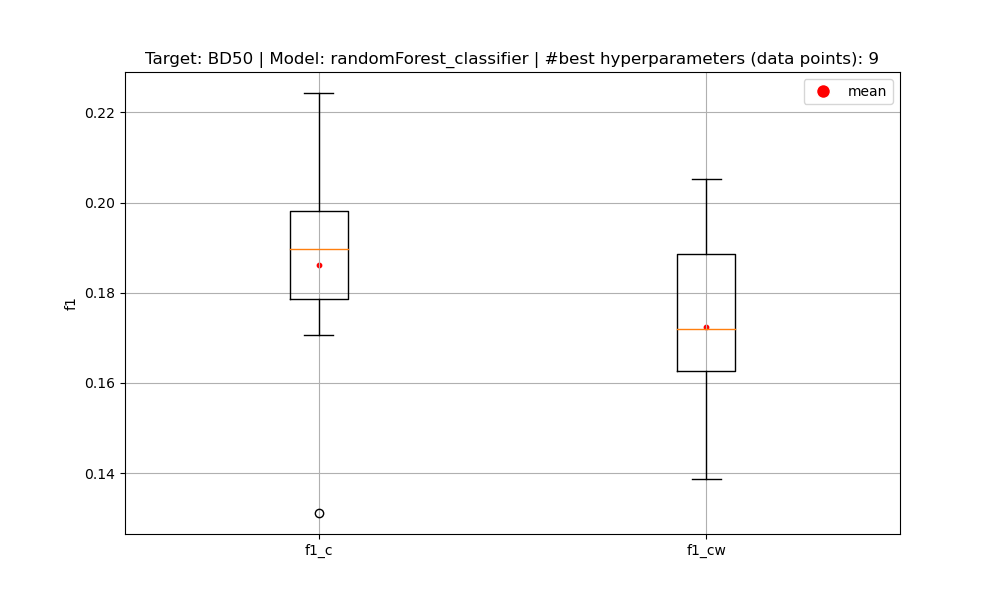 Target: BD50 | Model: randomForest_classifier | #best hyperparameters (data points): 9
mean
0.22
0.20
0.18
0.16
0.14
f1
f1_c
f1_cw